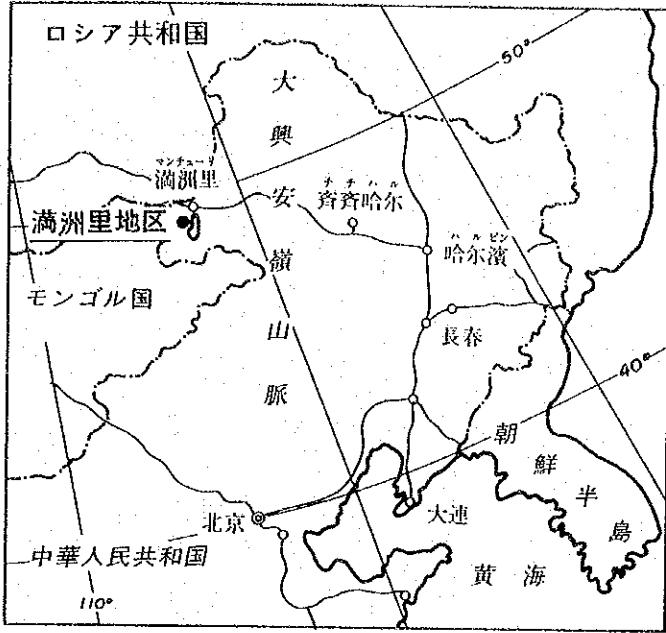 ロシア共和国
50°
大興安嶺山脈
マンチューリ
満洲里
チチハル
斉斉哈尔
満洲里地区
ハルビン
哈尔濱
モンゴル国
長春
40°
朝鮮半島
北京
大連
中華人民共和国
黄海
110°